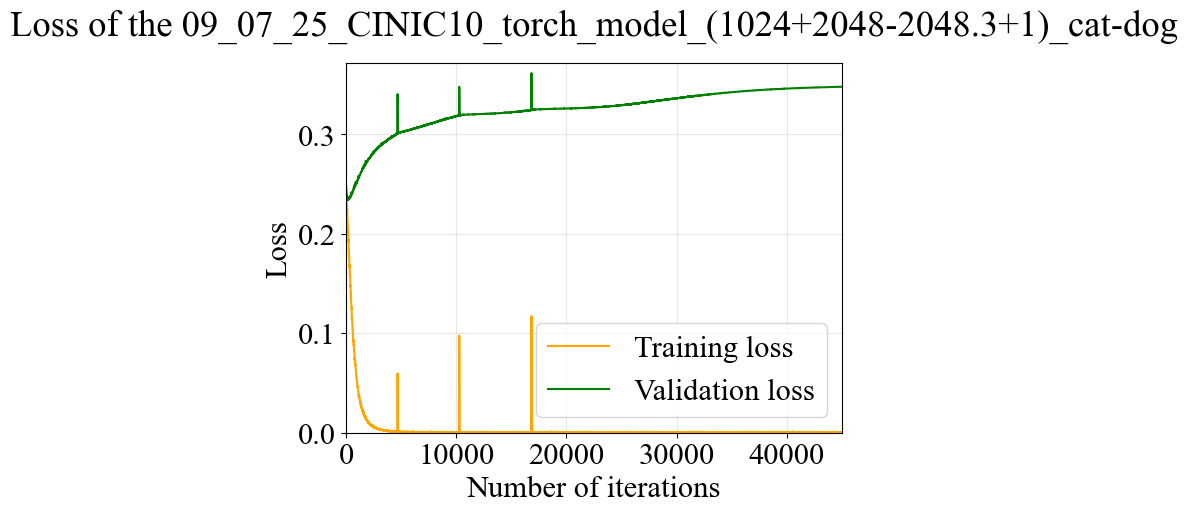 Loss of the 09_07_25_CINIC10_torch_model_(1024+2048-2048.3+1)_cat-dog
0.3
0.2
0.1
0.0
Loss
Training loss
Validation loss
0 10000 20000 30000 40000
Number of iterations